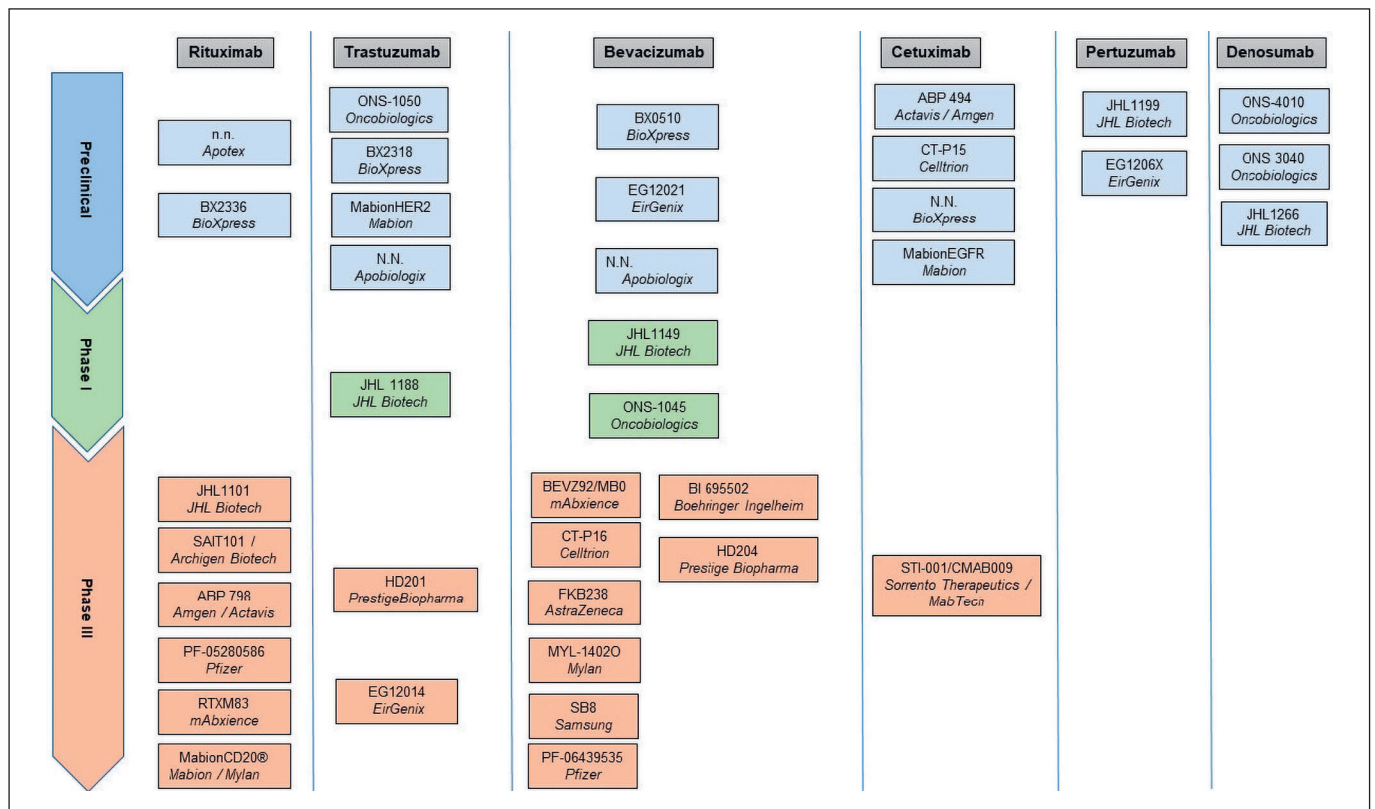 Rituximab
Trastuzumab
Bevacizumab
Cetuximab
Pertuzumab
Denosumab
Preclinical
n.n.
Apotex
BX2336
BioXpress
ONS-1050
Oncobiologics
BX2318
BioXpress
MabionHER2
Mabion
N.N.
Apobiologix
BX0510
BioXpress
EG12021
EirGenix
N.N.
Apobiologix
ABP 494
Actavis / Amgen
CT-P15
Celltrion
N.N.
BioXpress
MabionEGFR
Mabion
JHL1199
JHL Biotech
EG1206X
EirGenix
ONS-4010
Oncobiologics
ONS 3040
Oncobiologics
JHL1266
JHL Biotech
Phase I
JHL 1188
JHL Biotech
JHL1149
JHL Biotech
ONS-1045
Oncobiologics
Phase III
JHL1101
JHL Biotech
SAIT101 /
Archigen Biotech
ABP 798
Amgen / Actavis
PF-05280586
Pfizer
RTXM83
mAbxience
MabionCD20®
Mabion / Mylan
HD201
PrestigeBiopharma
EG12014
EirGenix
BEVZ92/MB0
mAbxience
CT-P16
Celltrion
FKB238
AstraZeneca
MYL-1402O
Mylan
SB8
Samsung
PF-06439535
Pfizer
BI 695502
Boehringer Ingelheim
HD204
Prestige Biopharma
STI-001/CMAB009
Sorrento Therapeutics /
MabTech